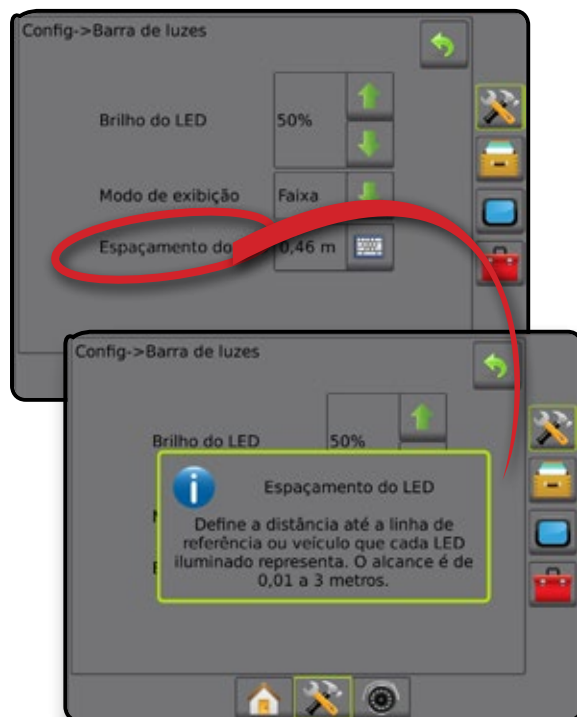 Config->Barra de luzes
Brilho do LED 50%
Modo de exibição Faixa
Espaçamento do 0,46 m
Config->Barra de luzes
Brilho do LED 50%
Espaçamento do LED
Define a distância até a linha de
referência ou veículo que cada LED
iluminado representa. O alcance é de
0,01 a 3 metros.